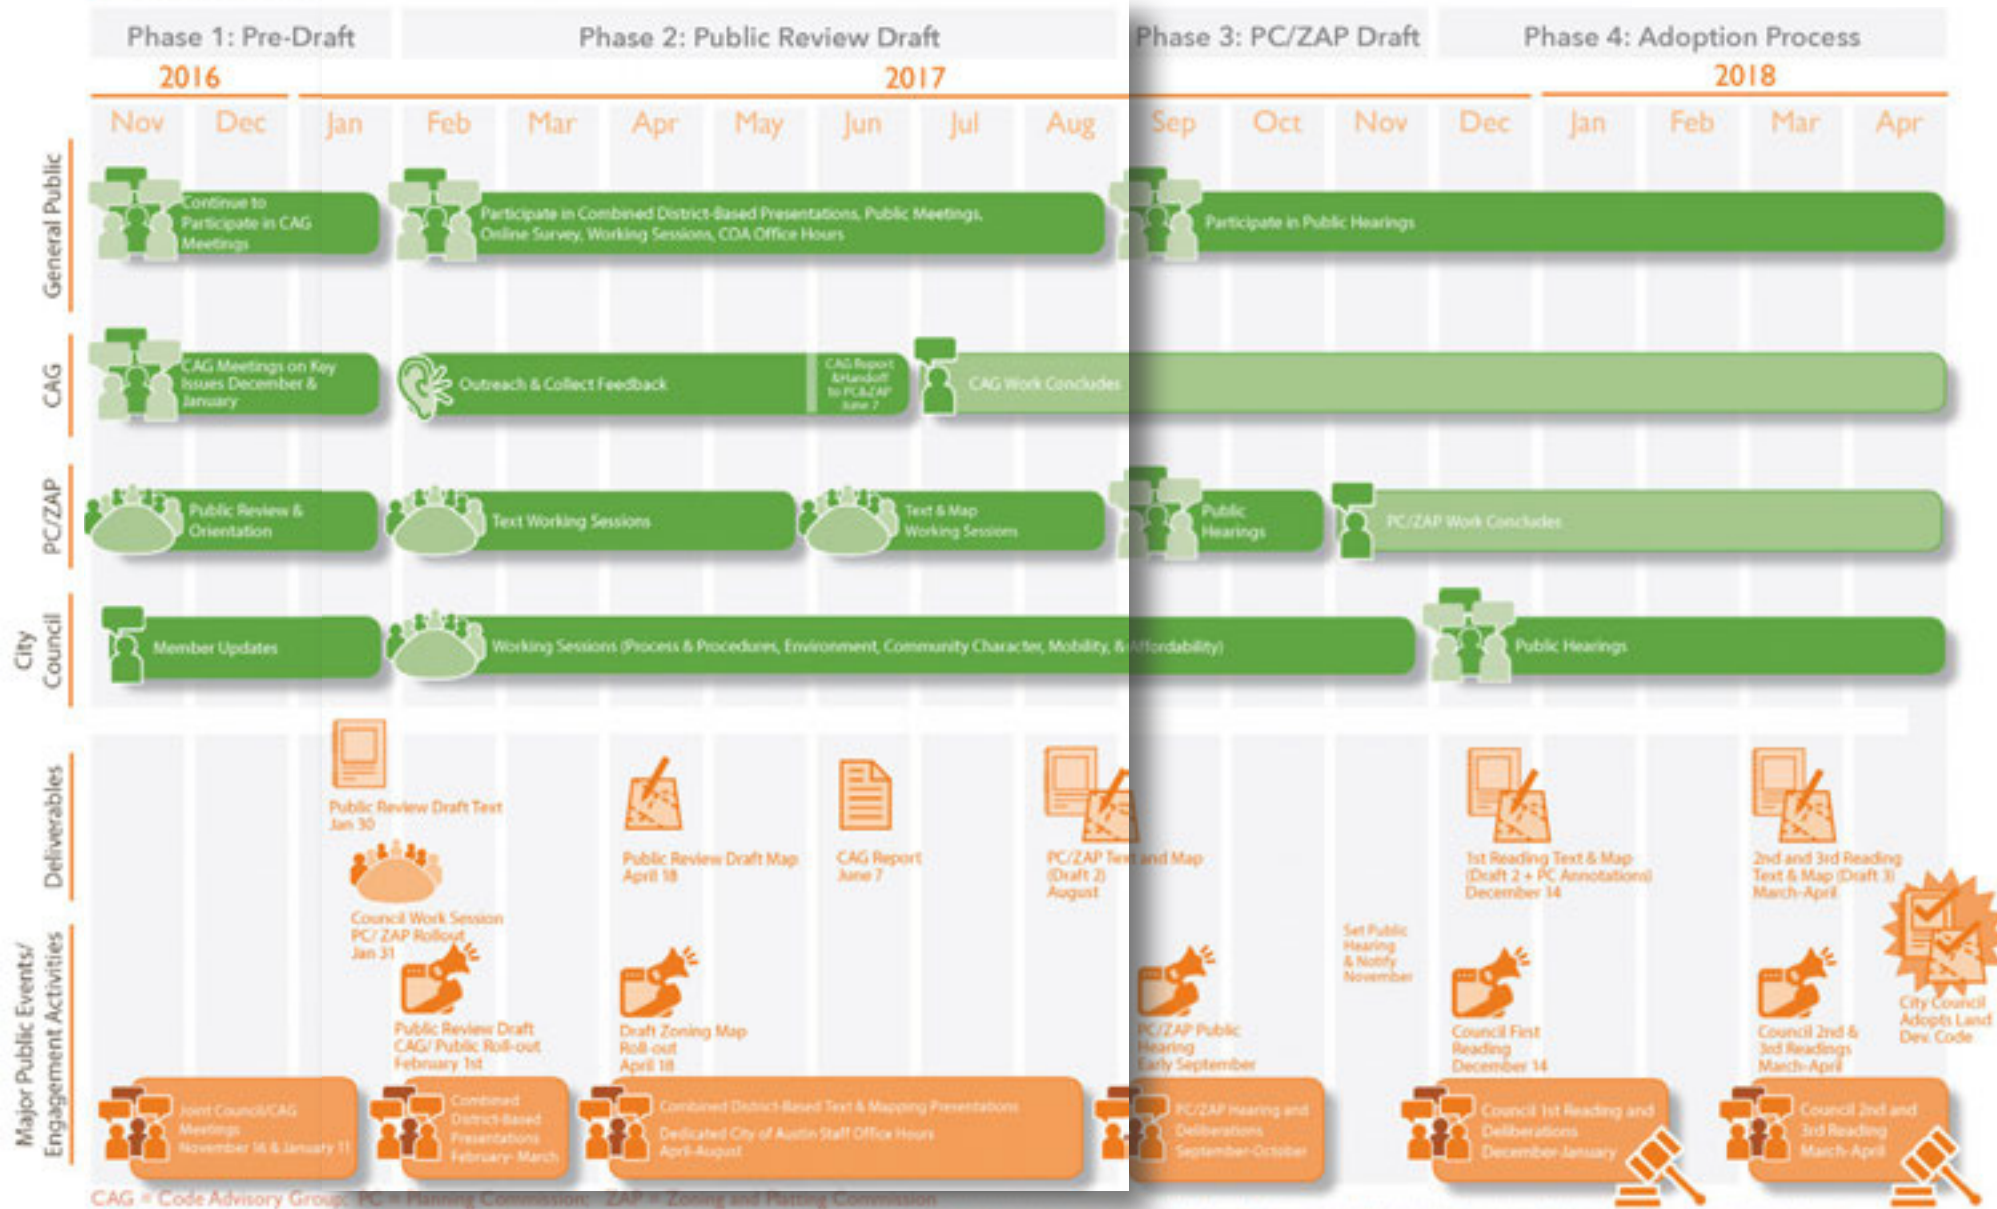 Phase 1: Pre-Draft
Phase 2: Public Review Draft
Phase 3: PC/ZAP Draft
Phase 4: Adoption Process
2016
2017
2018
Nov
Dec
Jan
Feb
Mar
Apr
May
Jun
Jul
Aug
Sep
Oct
Nov
Dec
Jan
Feb
Mar
Apr
General Public
Continue to
Participate in CAG
Meetings
Participate in Combined District-Based Presentations, Public Meetings,
Online Survey, Working Sessions, COA Office Hours
Participate in Public Hearings
CAG
CAG Meetings on Key
Issues December &
January
Outreach & Collect Feedback
CAG Report
&Handoff
to PC&ZAP
June 7
CAG Work Concludes
PC/ZAP
Public Review &
Orientation
Text Working Sessions
Text & Map
Working Sessions
Public
Hearings
PC/ZAP Work Concludes
City
Council
Member Updates
Working Sessions (Process & Procedures, Environment, Community Character, Mobility, & Affordability)
Public Hearings
Deliverables
Public Review Draft Text
Jan 30
Council Work Session
PC/ ZAP Rollout
Jan 31
Public Review Draft Map
April 18
CAG Report
June 7
PC/ZAP Text and Map
(Draft 2)
August
1st Reading Text & Map
(Draft 2 + PC Annotations)
December 14
2nd and 3rd Reading
Text & Map (Draft 3)
March-April
Major Public Events/
Engagement Activities
Public Review Draft
CAG/ Public Roll-out
February 1st
Draft Zoning Map
Roll-out
April 18
PC/ZAP Public
Hearing
Early September
Set Public
Hearing
& Notify
November
Council First
Reading
December 14
Council 2nd &
3rd Readings
March-April
City Council
Adopts Land
Dev. Code
Joint Council/CAG
Meetings
November 16 & January 11
Combined
District-Based
Presentations
February- March
Combined District-Based Text & Mapping Presentations
Dedicated City of Austin Staff Office Hours
April-August
PC/ZAP Hearing and
Deliberations
September-October
Council 1st Reading and
Deliberations
December-January
Council 2nd and
3rd Reading
March-April
CAG = Code Advisory Group; PC = Planning Commission; ZAP = Zoning and Platting Commission